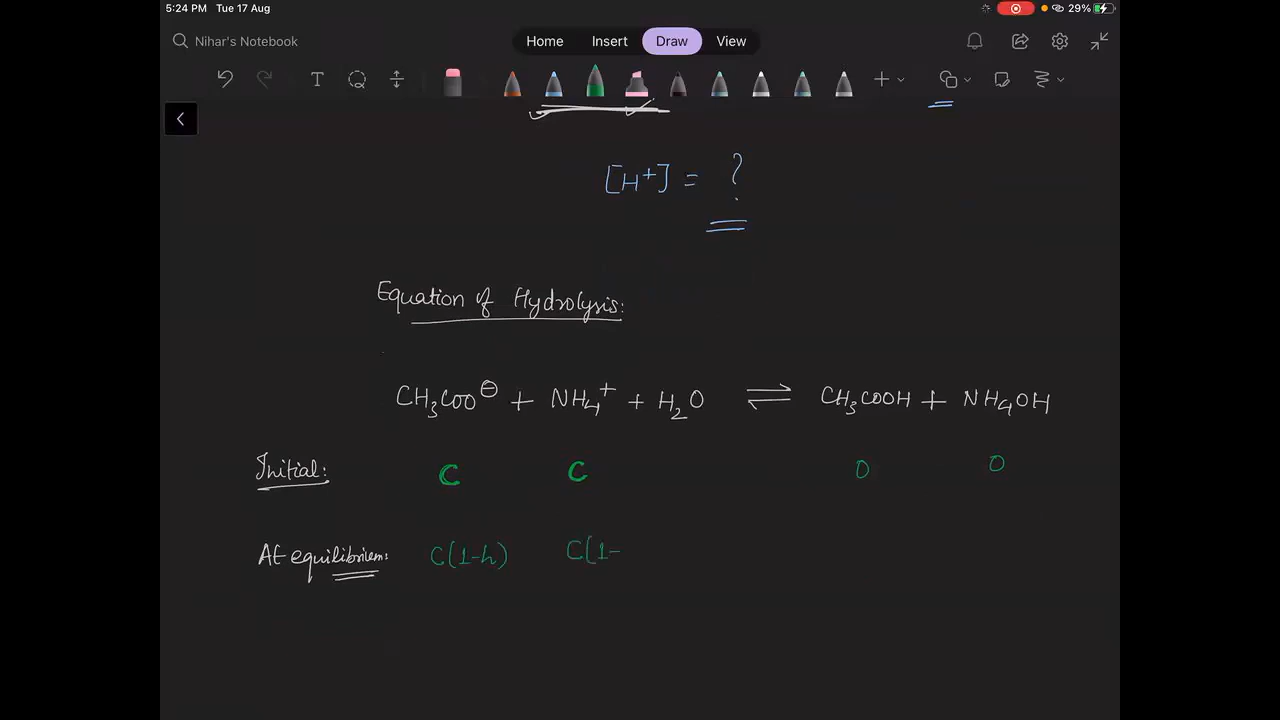 5:24 PM Tue 17 Aug 29%
Nihar's Notebook Home Insert Draw View
[H+] = ?
Equation of Hydrolysis:
CH₃COO⊖ + NH₄⁺ + H₂O ⇌ CH₃COOH + NH₄OH
Initial: C C 0 0
At equilibrium: C(1-h) C(1-